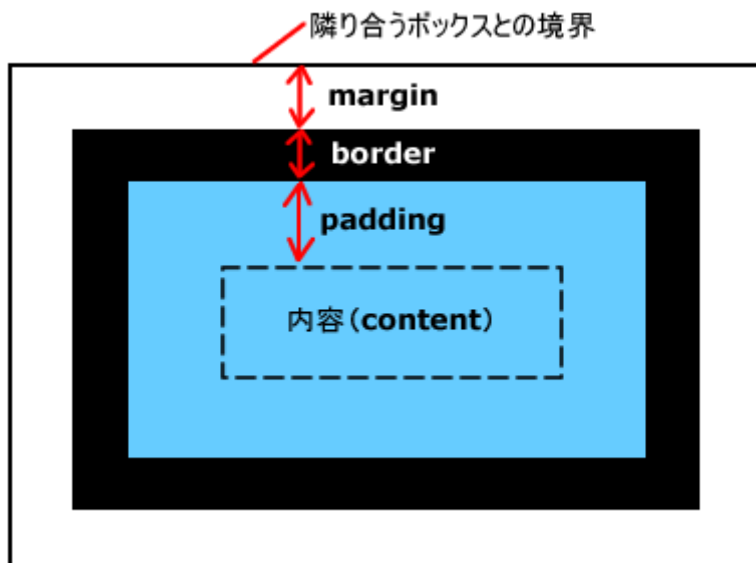 隣り合うボックスとの境界
margin
border
padding
内容(content)